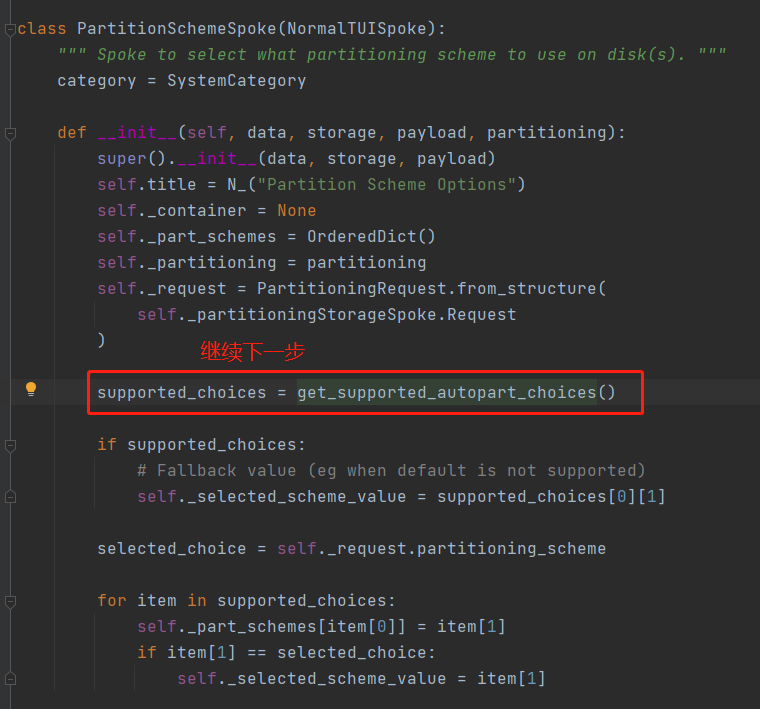 class PartitionSchemeSpoke(NormalTUISpoke):
    """ Spoke to select what partitioning scheme to use on disk(s). """
    category = SystemCategory

    def __init__(self, data, storage, payload, partitioning):
        super().__init__(data, storage, payload)
        self.title = N_("Partition Scheme Options")
        self._container = None
        self._part_schemes = OrderedDict()
        self._partitioning = partitioning
        self._request = PartitioningRequest.from_structure(
            self._partitioningStorageSpoke.Request
        )
继续下一步
        supported_choices = get_supported_autopart_choices()

        if supported_choices:
            # Fallback value (eg when default is not supported)
            self._selected_scheme_value = supported_choices[0][1]

        selected_choice = self._request.partitioning_scheme

        for item in supported_choices:
            self._part_schemes[item[0]] = item[1]
            if item[1] == selected_choice:
                self._selected_scheme_value = item[1]